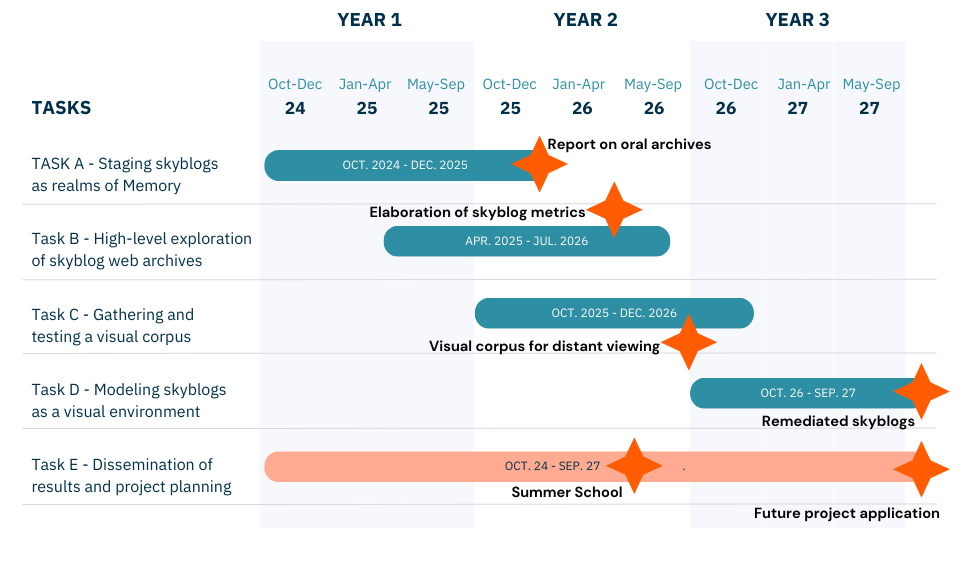 YEAR 1 YEAR 2 YEAR 3
Oct-Dec Jan-Apr May-Sep Oct-Dec Jan-Apr May-Sep Oct-Dec Jan-Apr May-Sep
TASKS 24 25 25 25 26 26 26 27 27
Report on oral archives
TASK A - Staging skyblogs
as realms of Memory
OCT. 2024 - DEC. 2025
Elaboration of skyblog metrics
Task B - High-level exploration
of skyblog web archives
APR. 2025 - JUL. 2026
Task C - Gathering and
testing a visual corpus
OCT. 2025 - DEC. 2026
Visual corpus for distant viewing
Task D - Modeling skyblogs
as a visual environment
OCT. 26 - SEP. 27
Remediated skyblogs
Task E - Dissemination of
results and project planning
OCT. 24 - SEP. 27 .
Summer School
Future project application